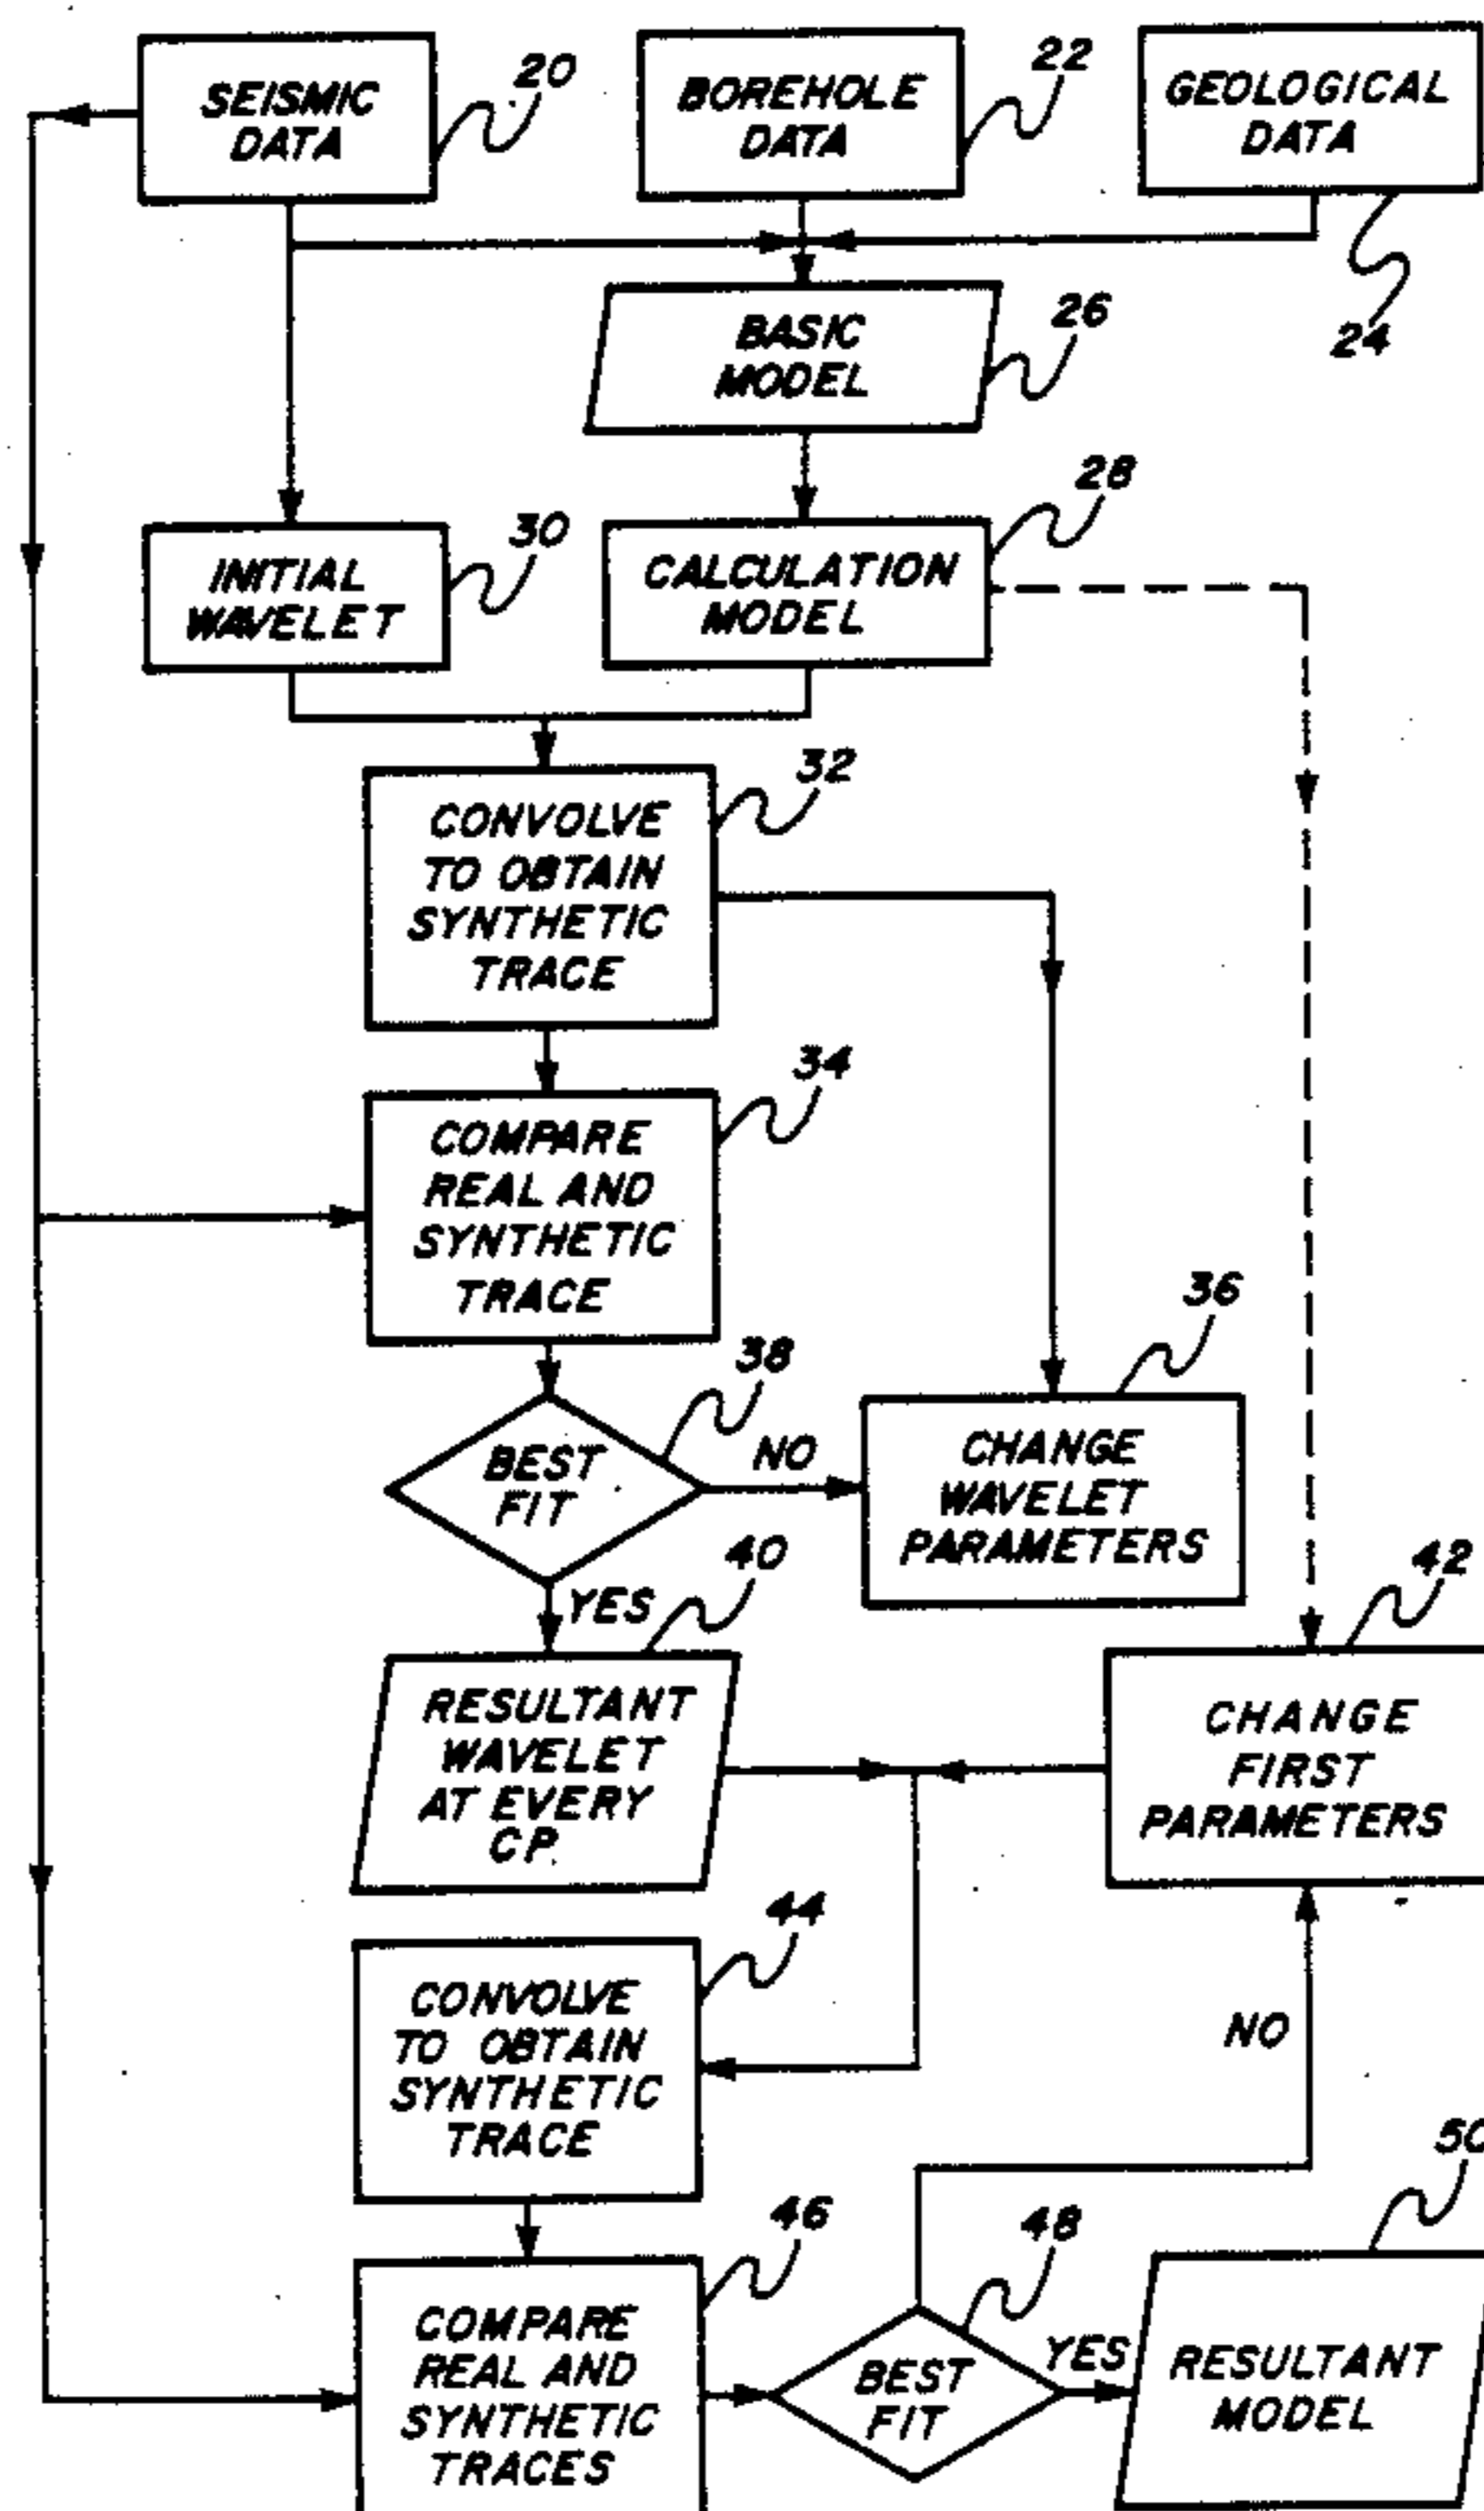 SEISMIC
DATA
20
BOREHOLE
DATA
22
GEOLOGICAL
DATA
24
BASIC
MODEL
26
INITIAL
WAVELET
30
CALCULATION
MODEL
28
CONVOLVE
TO OBTAIN
SYNTHETIC
TRACE
32
COMPARE
REAL AND
SYNTHETIC
TRACE
34
36
CHANGE
WAVELET
PARAMETERS
38
BEST
FIT
NO
YES
40
RESULTANT
WAVELET
AT EVERY
CP
42
CHANGE
FIRST
PARAMETERS
44
CONVOLVE
TO OBTAIN
SYNTHETIC
TRACE
NO
46
COMPARE
REAL AND
SYNTHETIC
TRACES
48
BEST
FIT
YES
50
RESULTANT
MODEL